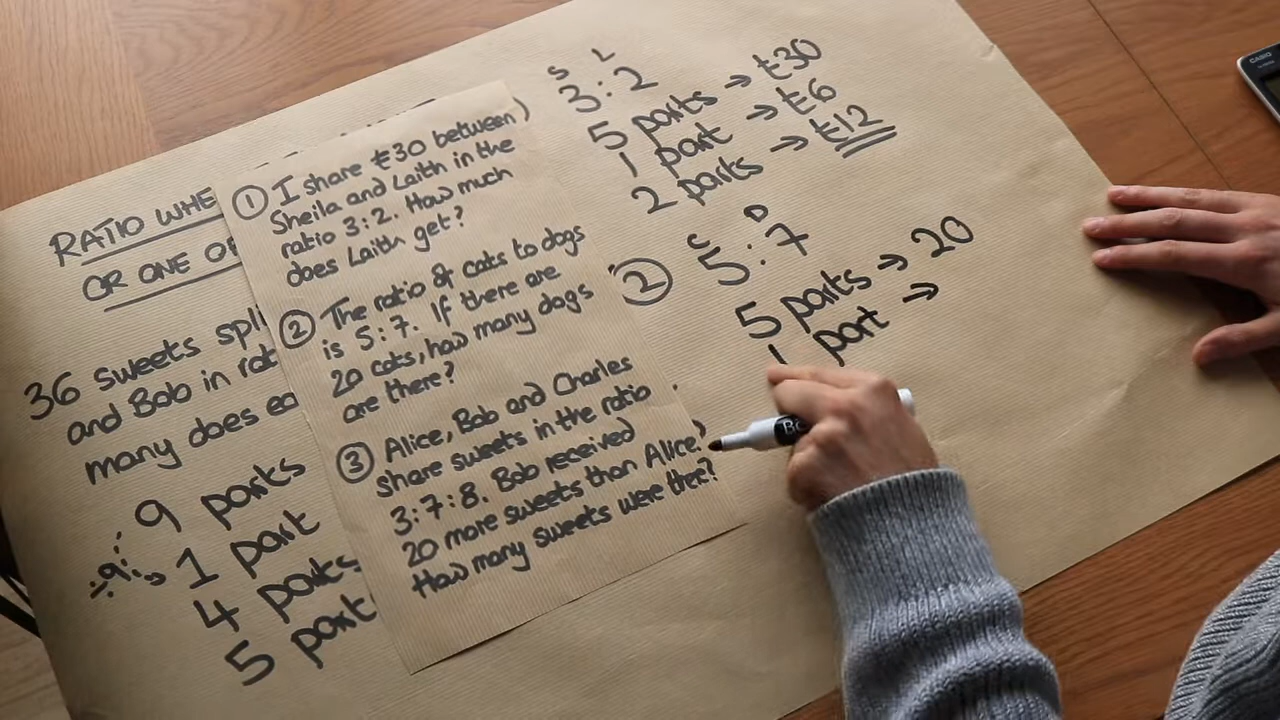 RATIO WHE
OR ONE OF
36 sweets spli
and Bob in rat
many does ea
9 parts
1 part
4 parts
5 part
÷9
① I share £30 between
Sheila and Laith in the
ratio 3:2. How much
does Laith get?
② The ratio of cats to dogs
is 5:7. If there are
20 cats, how many dogs
are there?
③ Alice, Bob and Charles
share sweets in the ratio
3:7:8. Bob received
20 more sweets than Alice.
How many sweets were there?
S L
3:2
5 parts → £30
1 part → £6
2 parts → £12
②
C D
5:7
5 parts → 20
1 part →
CASIO